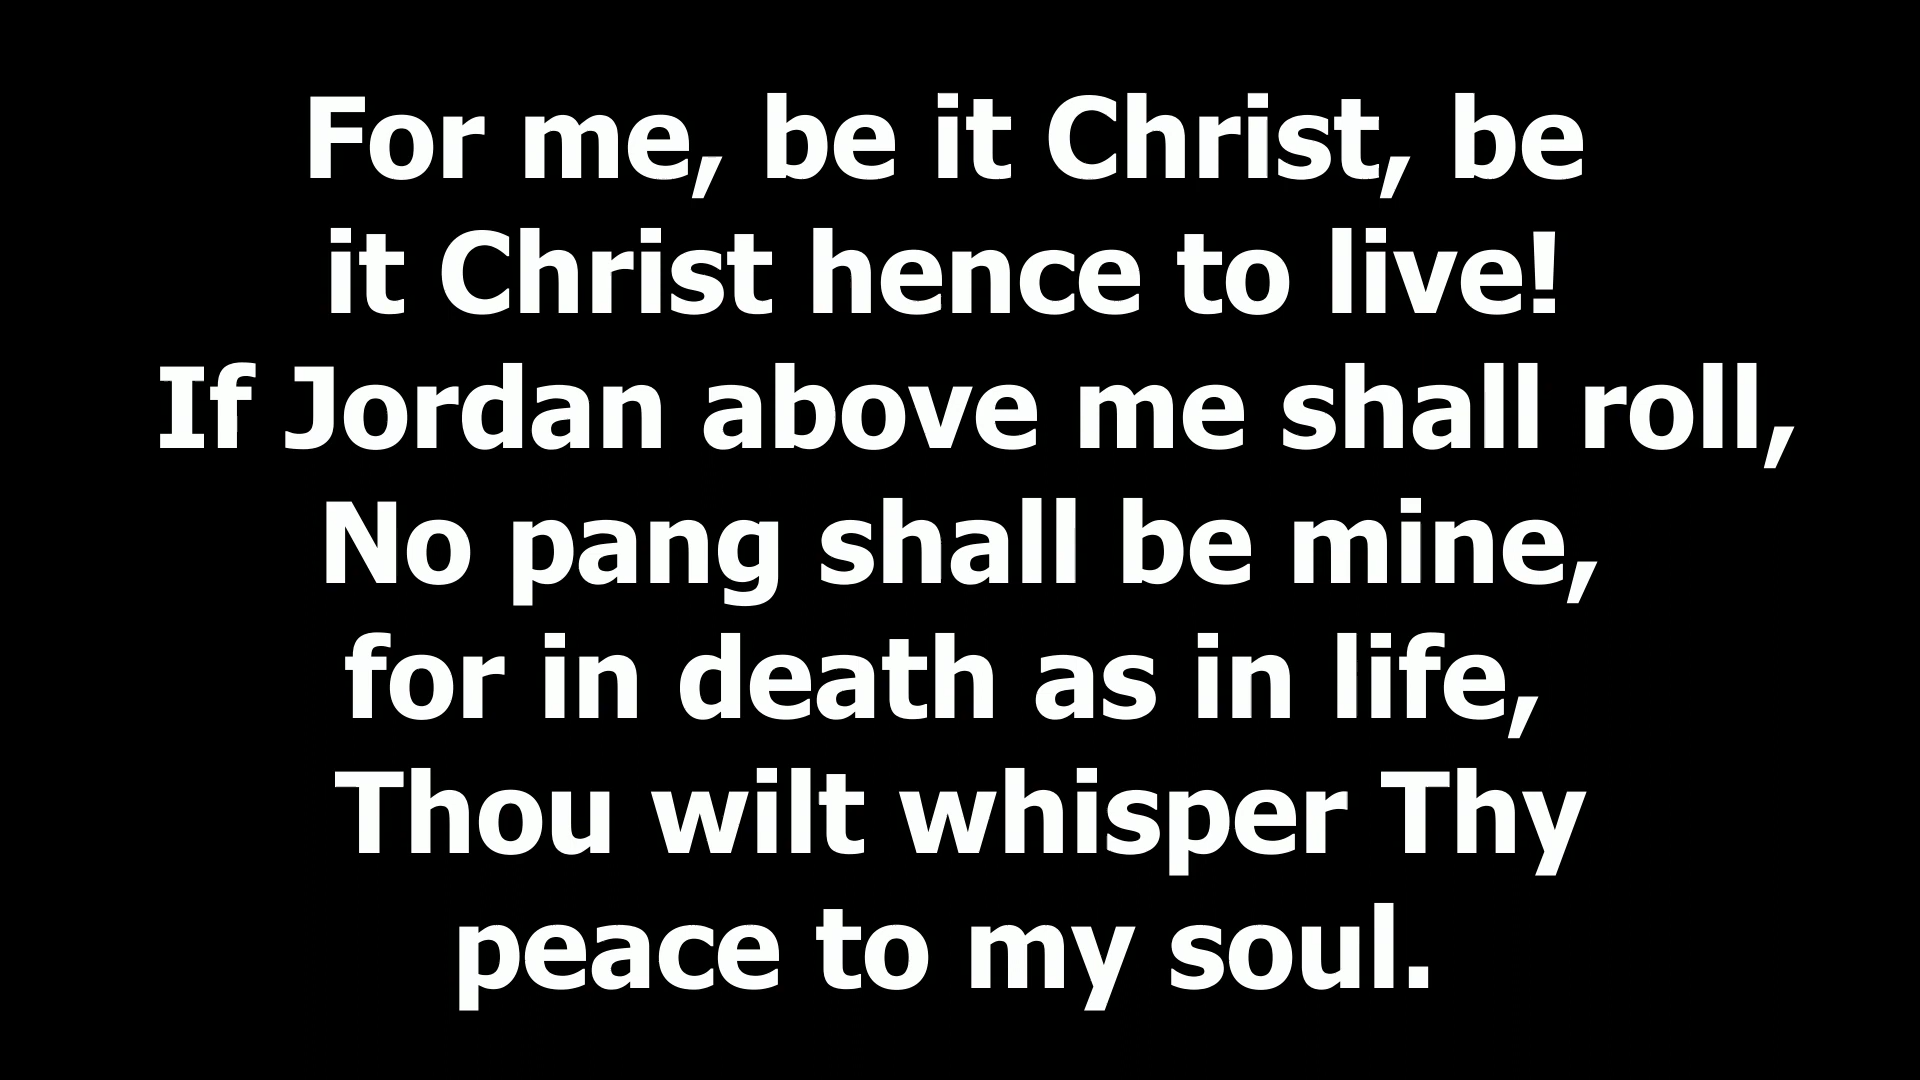 For me, be it Christ, be
it Christ hence to live!
If Jordan above me shall roll,
No pang shall be mine,
for in death as in life,
Thou wilt whisper Thy
peace to my soul.